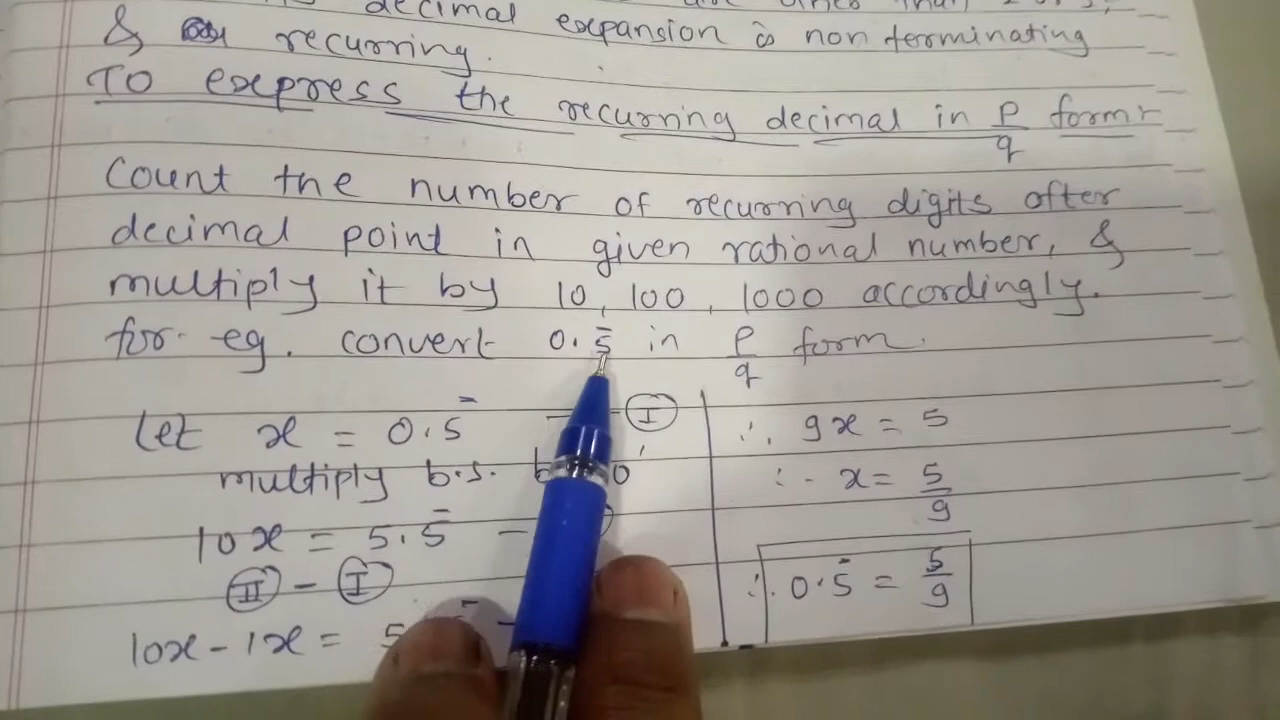 decimal expansion is non terminating
& recurring.
To express the recurring decimal in p/q form:-
Count the number of recurring digits after
decimal point in given rational number, &
multiply it by 10, 100, 1000 accordingly.
for eg. convert 0.5̅ in p/q form.
Let x = 0.5̅ — I
multiply b.s.
10x = 5.5̅ —
II - I
10x - 1x = 5
∴ 9x = 5
∴ x = 5/9
∴ 0.5̅ = 5/9